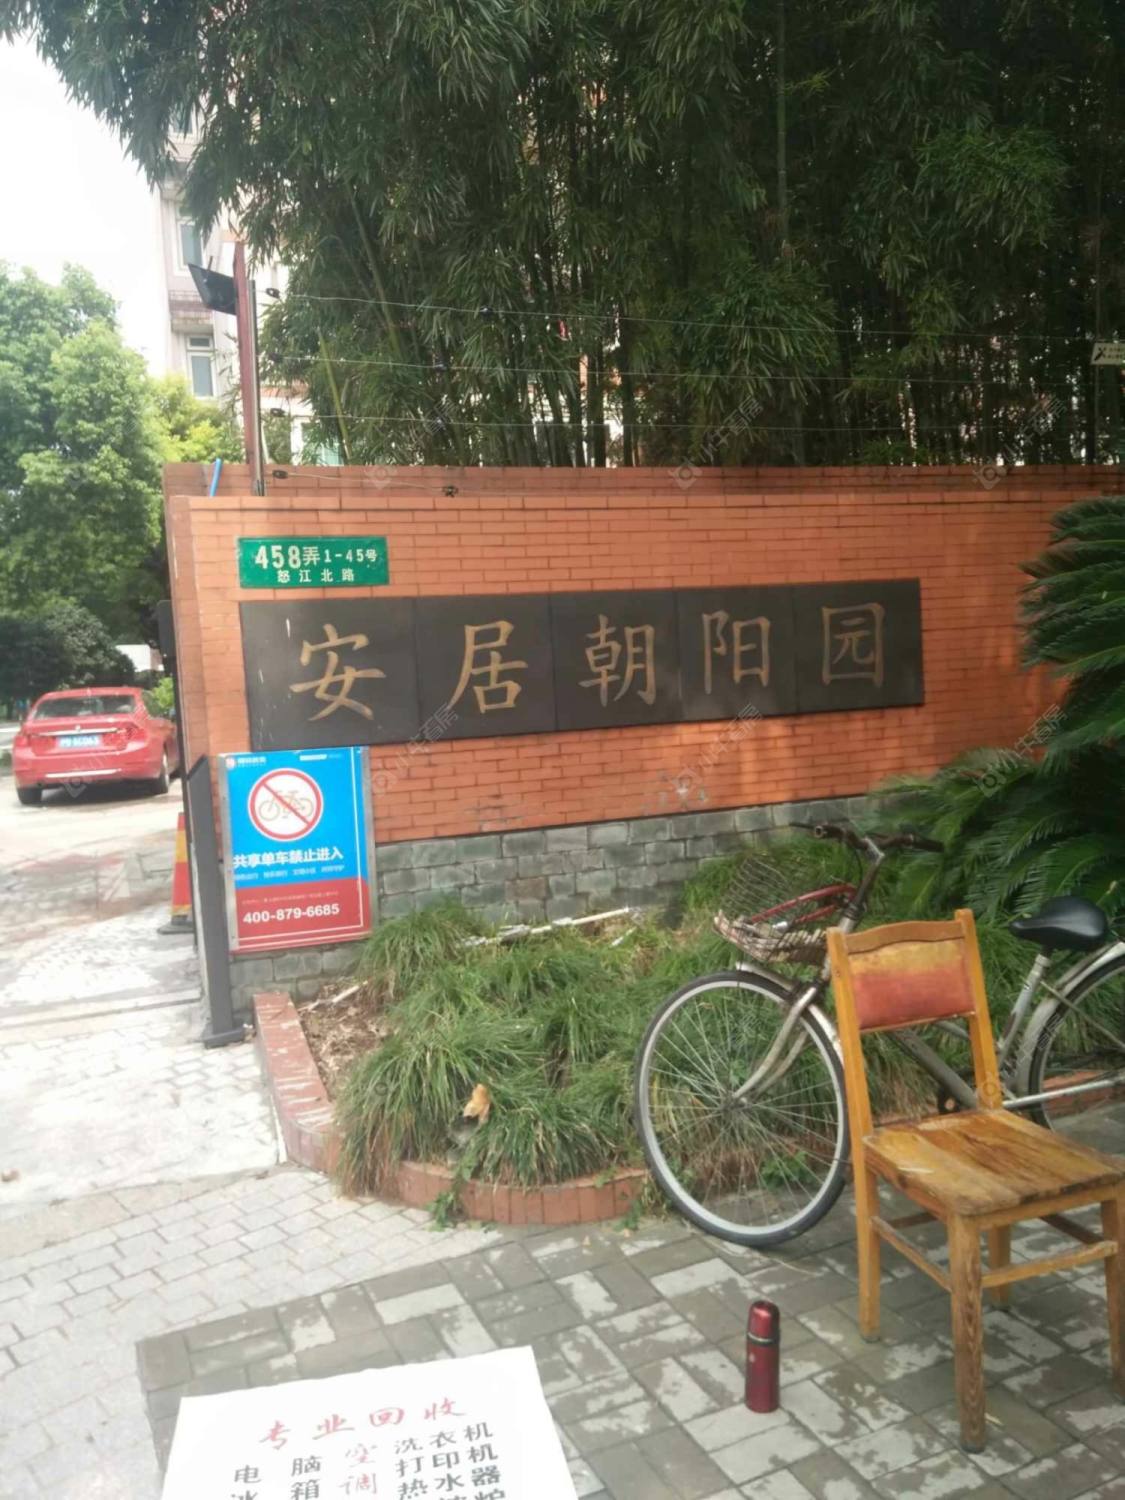 458弄1-45号
怒江北路
安居朝阳园
共享单车禁止进入
400-879-6685
专业回收
电脑空洗衣机
冰箱调打印机
热水器